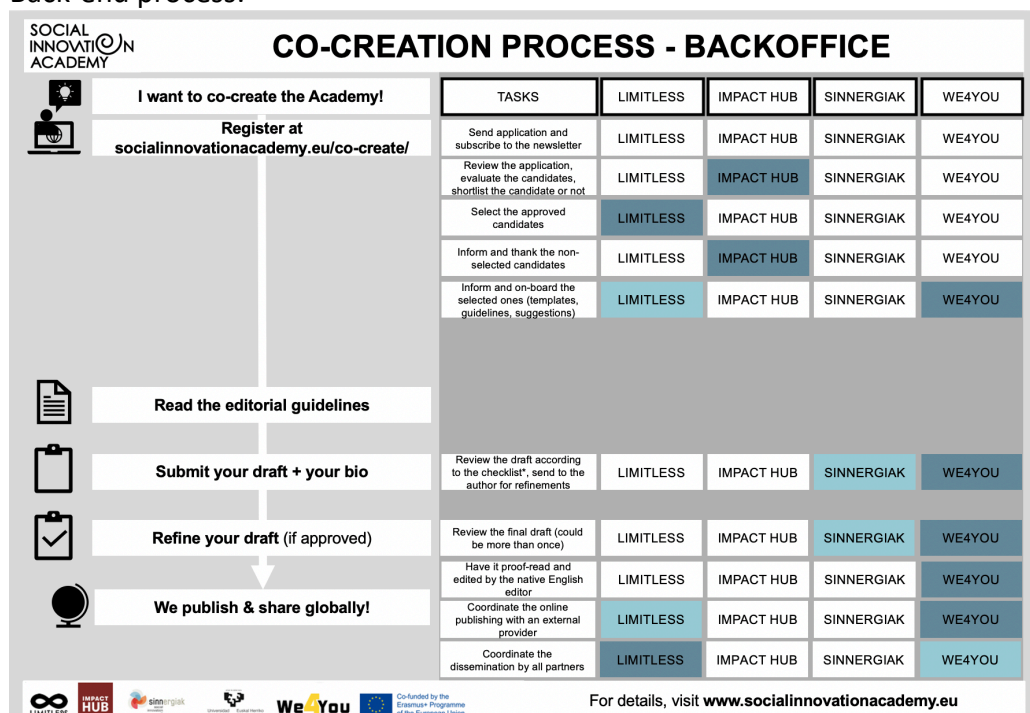 Back-end process:
SOCIAL
INNOVATION
ACADEMY
CO-CREATION PROCESS - BACKOFFICE
I want to co-create the Academy!
TASKS
LIMITLESS
IMPACT HUB
SINNERGIAK
WE4YOU
Register at
socialinnovationacademy.eu/co-create/
Send application and
subscribe to the newsletter
LIMITLESS
IMPACT HUB
SINNERGIAK
WE4YOU
Review the application,
evaluate the candidates,
shortlist the candidate or not
LIMITLESS
IMPACT HUB
SINNERGIAK
WE4YOU
Select the approved
candidates
LIMITLESS
IMPACT HUB
SINNERGIAK
WE4YOU
Inform and thank the non-
selected candidates
LIMITLESS
IMPACT HUB
SINNERGIAK
WE4YOU
Inform and on-board the
selected ones (templates,
guidelines, suggestions)
LIMITLESS
IMPACT HUB
SINNERGIAK
WE4YOU
Read the editorial guidelines
Submit your draft + your bio
Review the draft according
to the checklist*, send to the
author for refinements
LIMITLESS
IMPACT HUB
SINNERGIAK
WE4YOU
Refine your draft (if approved)
Review the final draft (could
be more than once)
LIMITLESS
IMPACT HUB
SINNERGIAK
WE4YOU
Have it proof-read and
edited by the native English
editor
LIMITLESS
IMPACT HUB
SINNERGIAK
WE4YOU
We publish & share globally!
Coordinate the online
publishing with an external
provider
LIMITLESS
IMPACT HUB
SINNERGIAK
WE4YOU
Coordinate the
dissemination by all partners
LIMITLESS
IMPACT HUB
SINNERGIAK
WE4YOU
LIMITLESS
IMPACT
HUB
sinnergiak
We4You
Co-funded by the
Erasmus+ Programme
of the European Union
For details, visit www.socialinnovationacademy.eu